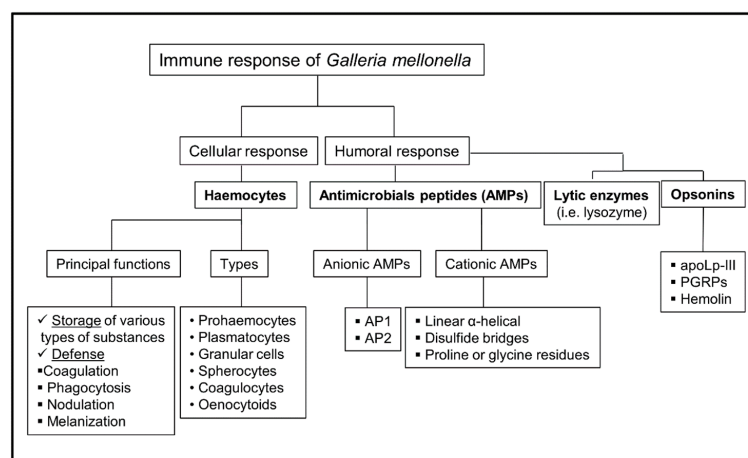 Immune response of Galleria mellonella
Cellular response
Humoral response
Haemocytes
Antimicrobials peptides (AMPs)
Lytic enzymes
(i.e. lysozyme)
Opsonins
Principal functions
Types
Anionic AMPs
Cationic AMPs
▪ apoLp-III
▪ PGRPs
▪ Hemolin
✓ Storage of various
types of substances
✓ Defense
▪Coagulation
▪ Phagocytosis
▪ Nodulation
▪ Melanization
• Prohaemocytes
• Plasmatocytes
• Granular cells
• Spherocytes
• Coagulocytes
• Oenocytoids
▪ AP1
▪ AP2
▪ Linear α-helical
▪ Disulfide bridges
▪ Proline or glycine residues